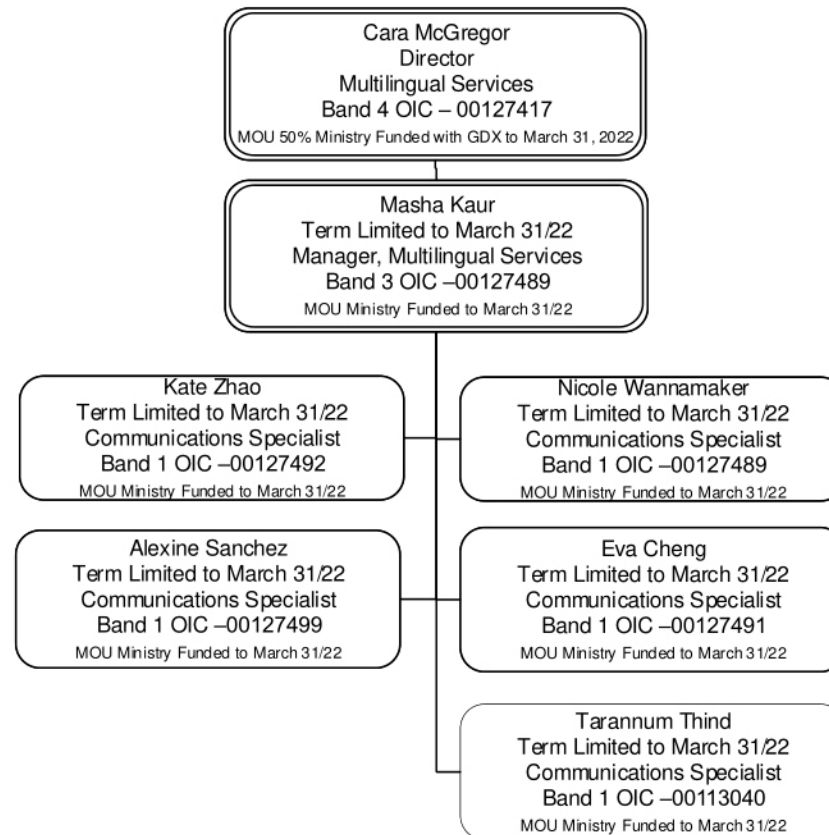 Cara McGregor
Director
Multilingual Services
Band 4 OIC – 00127417
MOU 50% Ministry Funded with GDX to March 31, 2022
Masha Kaur
Term Limited to March 31/22
Manager, Multilingual Services
Band 3 OIC –00127489
MOU Ministry Funded to March 31/22
Kate Zhao
Term Limited to March 31/22
Communications Specialist
Band 1 OIC –00127492
MOU Ministry Funded to March 31/22
Nicole Wannamaker
Term Limited to March 31/22
Communications Specialist
Band 1 OIC –00127489
MOU Ministry Funded to March 31/22
Alexine Sanchez
Term Limited to March 31/22
Communications Specialist
Band 1 OIC –00127499
MOU Ministry Funded to March 31/22
Eva Cheng
Term Limited to March 31/22
Communications Specialist
Band 1 OIC –00127491
MOU Ministry Funded to March 31/22
Tarannum Thind
Term Limited to March 31/22
Communications Specialist
Band 1 OIC –00113040
MOU Ministry Funded to March 31/22